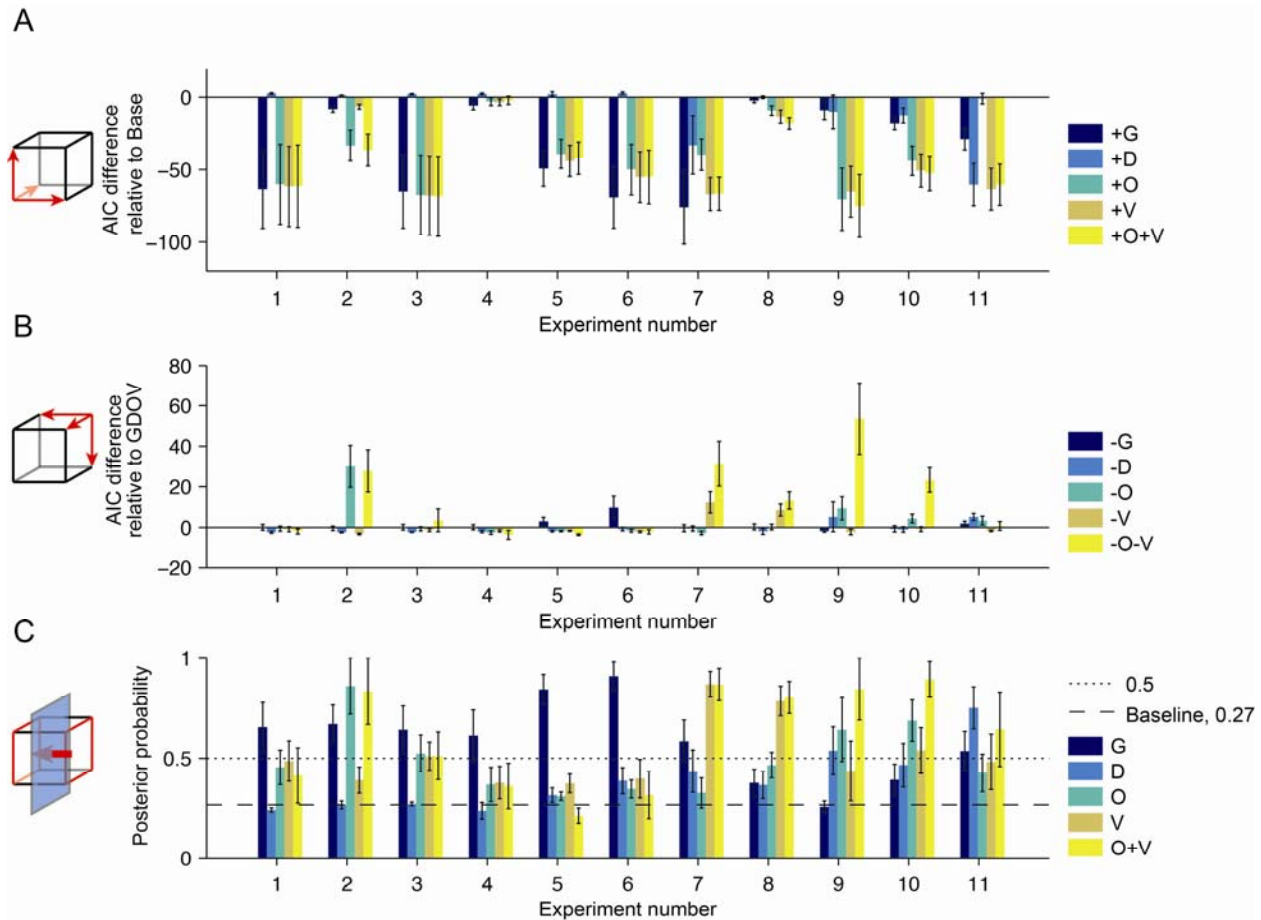 A
AIC difference
relative to Base
0
−50
−100
1 2 3 4 5 6 7 8 9 10 11
Experiment number
+G
+D
+O
+V
+O+V
B
AIC difference
relative to GDOV
80
60
40
20
0
−20
1 2 3 4 5 6 7 8 9 10 11
Experiment number
-G
-D
-O
-V
-O-V
C
Posterior probability
1
0.5
0
1 2 3 4 5 6 7 8 9 10 11
Experiment number
0.5
Baseline, 0.27
G
D
O
V
O+V